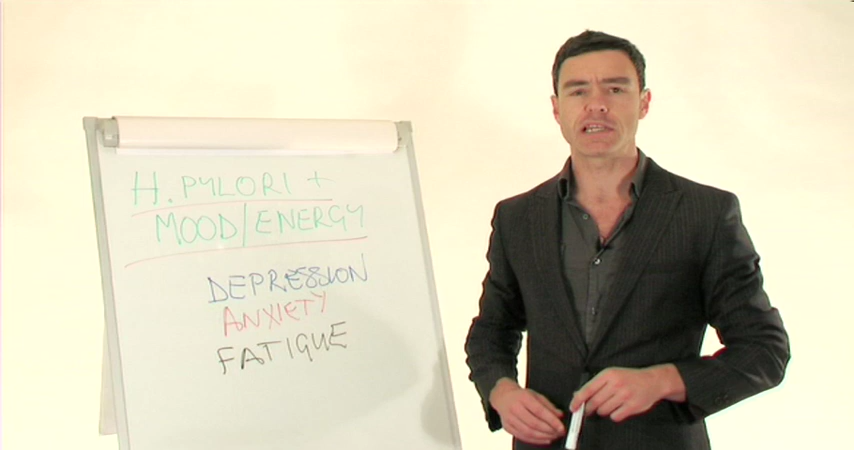 H. PYLORI +
MOOD/ENERGY
DEPRESSION
ANXIETY
FATIGUE